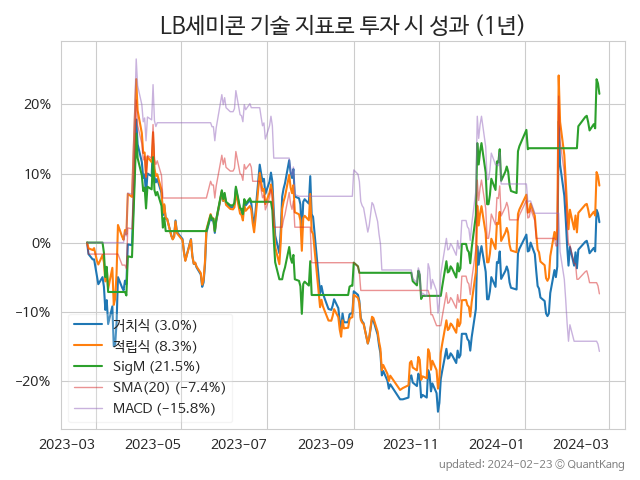 LB세미콘 기술 지표로 투자 시 성과 (1년)
20%
10%
0%
−10%
−20%
거치식 (3.0%)
적립식 (8.3%)
SigM (21.5%)
SMA(20) (−7.4%)
MACD (−15.8%)
2023-03 2023-05 2023-07 2023-09 2023-11 2024-01 2024-03
updated: 2024-02-23 © QuantKang